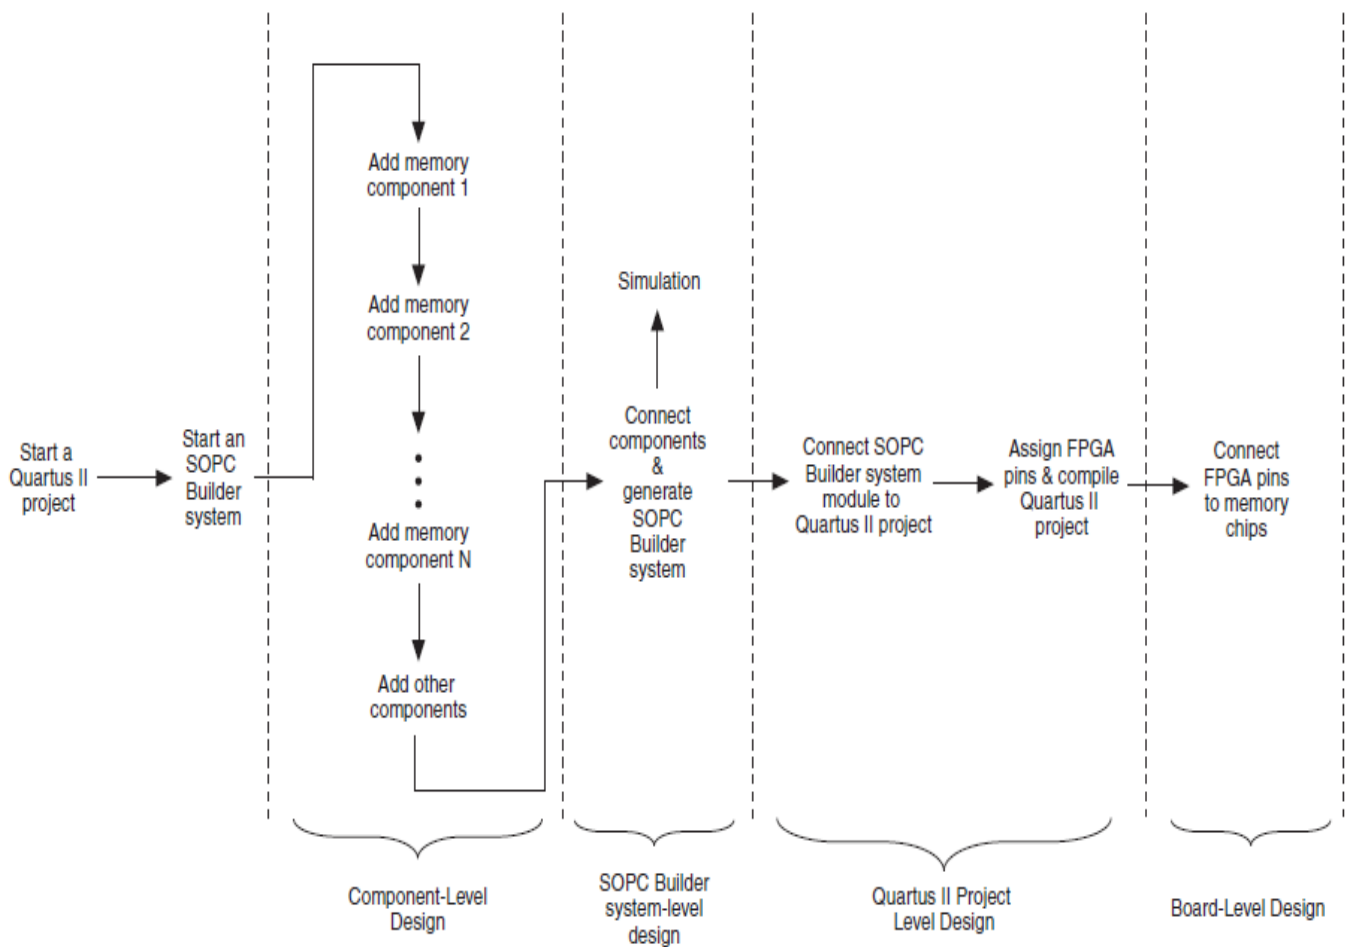 Start a
Quartus II
project
Start an
SOPC
Builder
system
Add memory
component 1
Add memory
component 2
Add memory
component N
Add other
components
Simulation
Connect
components
&
generate
SOPC
Builder
system
Connect SOPC
Builder system
module to
Quartus II project
Assign FPGA
pins & compile
Quartus II
project
Connect
FPGA pins
to memory
chips
Component-Level
Design
SOPC Builder
system-level
design
Quartus II Project
Level Design
Board-Level Design